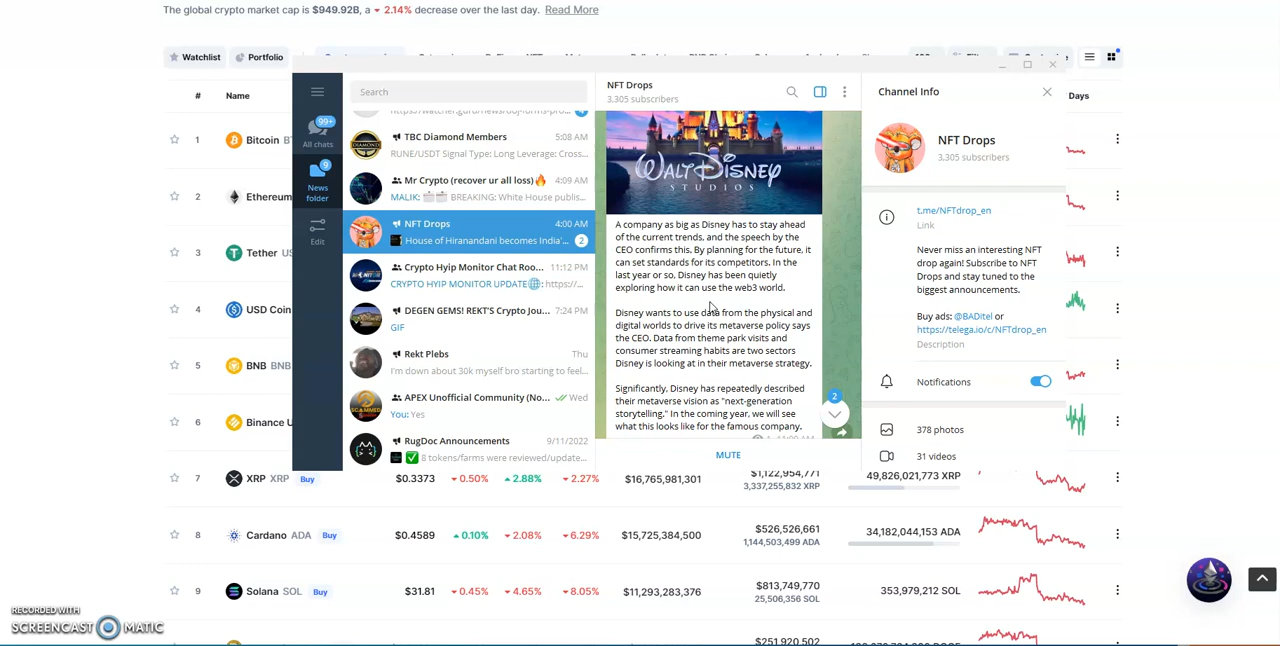 The global crypto market cap is $949.92B, a 2.14% decrease over the last day. Read More
Watchlist Portfolio
# Name
Days
1 Bitcoin
2 Ethereum
3 Tether
4 USD Coin
5 BNB BNB
6 Binance
7 XRP XRP Buy $0.3373 0.50% 2.88% 2.27% $16,765,981,301 $1,122,954,771 49,826,021,773 XRP
3,337,255,832 XRP
8 Cardano ADA Buy $0.4589 0.10% 2.08% 6.29% $15,725,384,500 $526,526,661 34,182,044,153 ADA
1,144,503,499 ADA
9 Solana SOL Buy $31.81 0.45% 4.65% 8.05% $11,293,283,376 $813,749,770 353,979,212 SOL
25,506,356 SOL
$251,920,502
99+
All chats
9
News
folder
Edit
Search
TBC Diamond Members 5:08 AM
RUNE/USDT Signal Type: Long Leverage: Cross...
Mr Crypto (recover ur all loss)🔥 4:09 AM
MALIK: BREAKING: White House publis...
NFT Drops 4:00 AM
House of Hiranandani becomes India'... 2
Crypto Hyip Monitor Chat Roo... 11:12 PM
CRYPTO HYIP MONITOR UPDATE🌐: https://...
DEGEN GEMS! REKT's Crypto Jou... 7:24 PM
GIF
Rekt Plebs Thu
I'm down about 30k myself bro starting to feel...
APEX Unofficial Community (No... Wed
You: Yes
RugDoc Announcements 9/11/2022
✅ 8 tokens/farms were reviewed/update...
NFT Drops
3,305 subscribers
WALT DISNEY
STUDIOS
A company as big as Disney has to stay ahead
of the current trends, and the speech by the
CEO confirms this. By planning for the future, it
can set standards for its competitors. In the
last year or so, Disney has been quietly
exploring how it can use the web3 world.
Disney wants to use data from the physical and
digital worlds to drive its metaverse policy says
the CEO. Data from theme park visits and
consumer streaming habits are two sectors
Disney is looking at in their metaverse strategy.
Significantly, Disney has repeatedly described
their metaverse vision as "next-generation
storytelling." In the coming year, we will see
what this looks like for the famous company.
2
MUTE
Channel Info
NFT Drops
3,305 subscribers
t.me/NFTdrop_en
Link
Never miss an interesting NFT
drop again! Subscribe to NFT
Drops and stay tuned to the
biggest announcements.
Buy ads: @BADitel or
https://telega.io/c/NFTdrop_en
Description
Notifications
378 photos
31 videos
RECORDED WITH
SCREENCAST MATIC